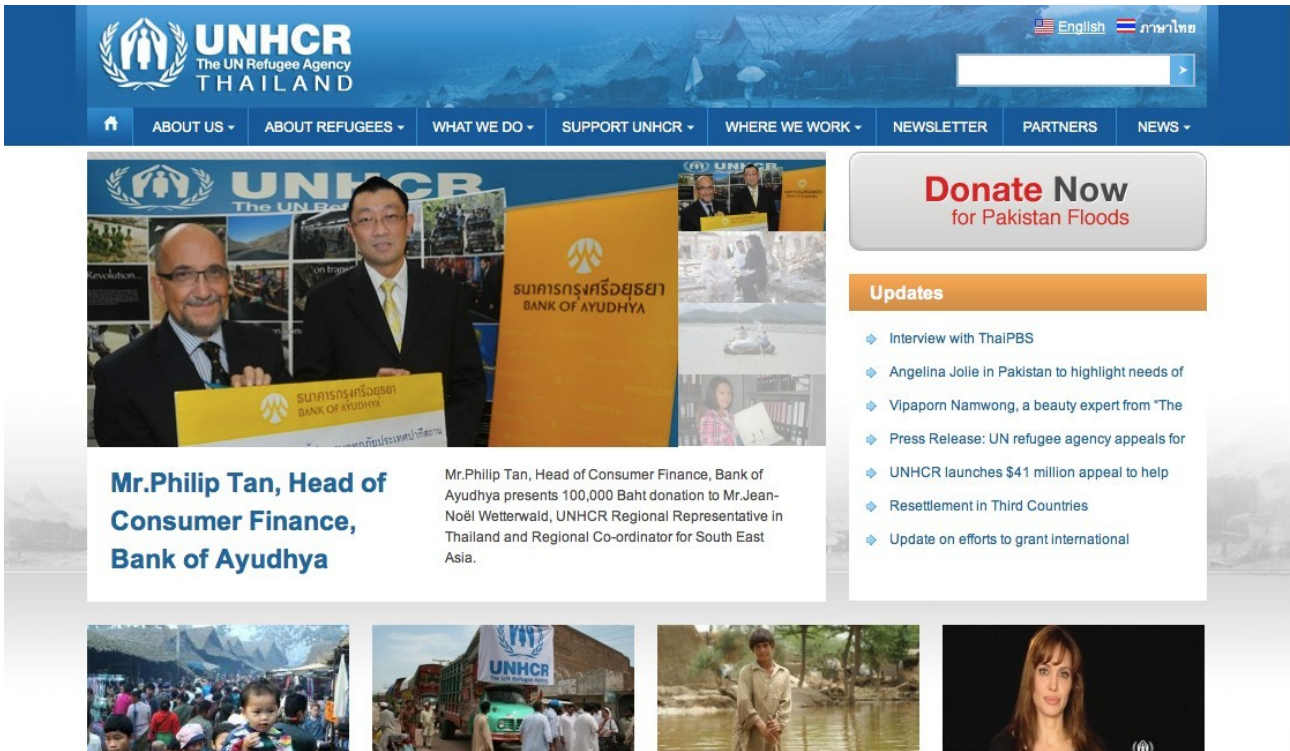 UNHCR
The UN Refugee Agency
THAILAND
English ภาษาไทย
ABOUT US ABOUT REFUGEES WHAT WE DO SUPPORT UNHCR WHERE WE WORK NEWSLETTER PARTNERS NEWS
UNHCR
The UN
Revolution...
ธนาคารกรุงศรีอยุธยา
BANK OF AYUDHYA
ธนาคารกรุงศรีอยุธยา
BANK OF AYUDHYA
UNHCR
Donate Now
for Pakistan Floods
Updates
Interview with ThaiPBS
Angelina Jolie in Pakistan to highlight needs of
Vipaporn Namwong, a beauty expert from "The
Press Release: UN refugee agency appeals for
UNHCR launches $41 million appeal to help
Resettlement in Third Countries
Update on efforts to grant international
Mr.Philip Tan, Head of
Consumer Finance,
Bank of Ayudhya
Mr.Philip Tan, Head of Consumer Finance, Bank of
Ayudhya presents 100,000 Baht donation to Mr.Jean-
Noël Wetterwald, UNHCR Regional Representative in
Thailand and Regional Co-ordinator for South East
Asia.
UNHCR
The UN Refugee Agency